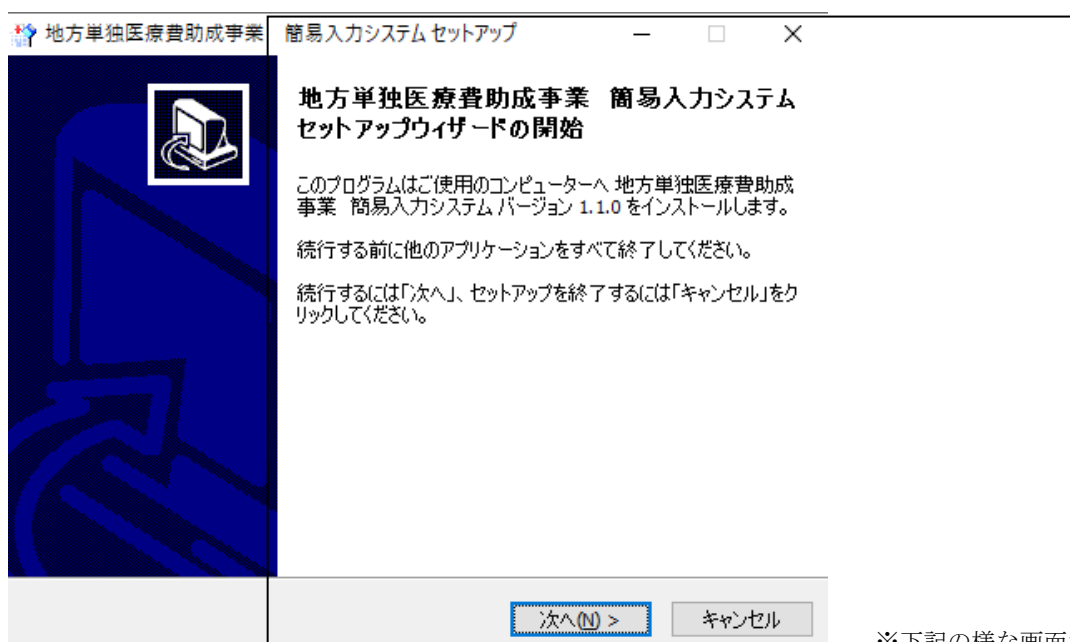 地方単独医療費助成事業　簡易入力システム セットアップ
地方単独医療費助成事業　簡易入力システム
セットアップウィザードの開始
このプログラムはご使用のコンピューターへ 地方単独医療費助成
事業　簡易入力システム バージョン 1.1.0 をインストールします。
続行する前に他のアプリケーションをすべて終了してください。
続行するには「次へ」、セットアップを終了するには「キャンセル」をク
リックしてください。
次へ(N) >
キャンセル
※下記の様な画面